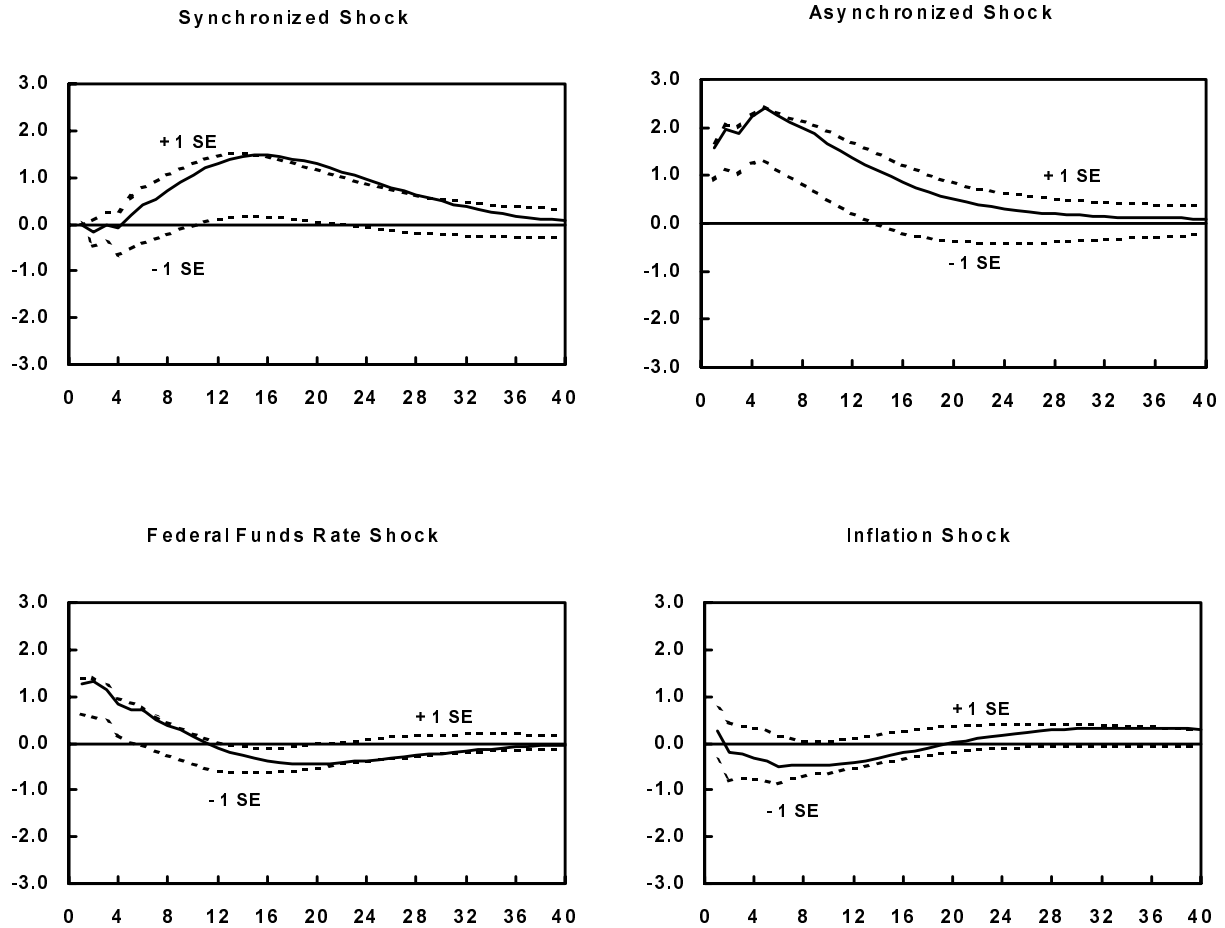 Synchronized Shock
3.0
2.0
1.0
0.0
-1.0
-2.0
-3.0
+1 SE
-1 SE
0 4 8 12 16 20 24 28 32 36 40
Asynchronized Shock
3.0
2.0
1.0
0.0
-1.0
-2.0
-3.0
+1 SE
-1 SE
0 4 8 12 16 20 24 28 32 36 40
Federal Funds Rate Shock
3.0
2.0
1.0
0.0
-1.0
-2.0
-3.0
+1 SE
-1 SE
0 4 8 12 16 20 24 28 32 36 40
Inflation Shock
3.0
2.0
1.0
0.0
-1.0
-2.0
-3.0
+1 SE
-1 SE
0 4 8 12 16 20 24 28 32 36 40